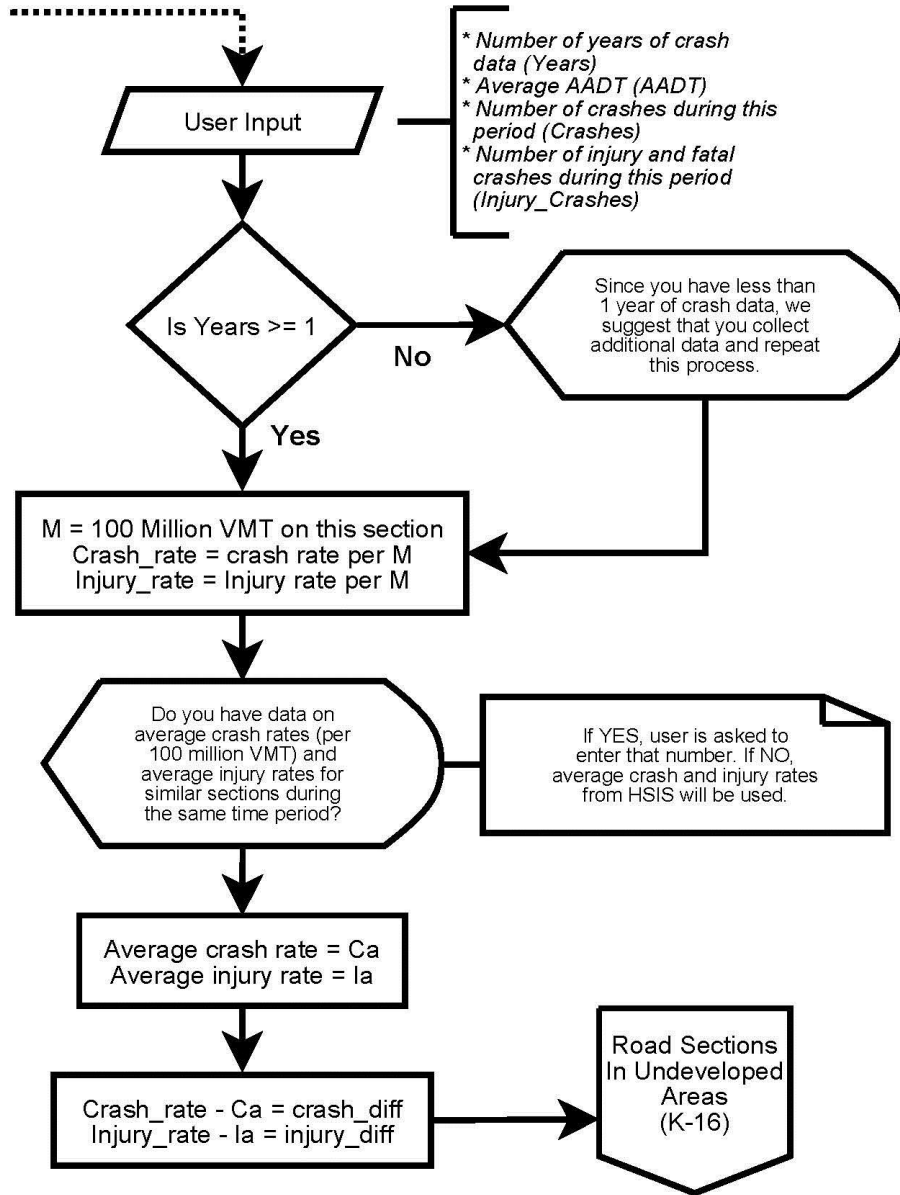 * Number of years of crash
data (Years)
* Average AADT (AADT)
* Number of crashes during this
period (Crashes)
* Number of injury and fatal
crashes during this period
(Injury_Crashes)
User Input
Is Years >= 1
No
Since you have less than
1 year of crash data, we
suggest that you collect
additional data and repeat
this process.
Yes
M = 100 Million VMT on this section
Crash_rate = crash rate per M
Injury_rate = Injury rate per M
Do you have data on
average crash rates (per
100 million VMT) and
average injury rates for
similar sections during
the same time period?
If YES, user is asked to
enter that number. If NO,
average crash and injury rates
from HSIS will be used.
Average crash rate = Ca
Average injury rate = Ia
Crash_rate - Ca = crash_diff
Injury_rate - Ia = injury_diff
Road Sections
In Undeveloped
Areas
(K-16)